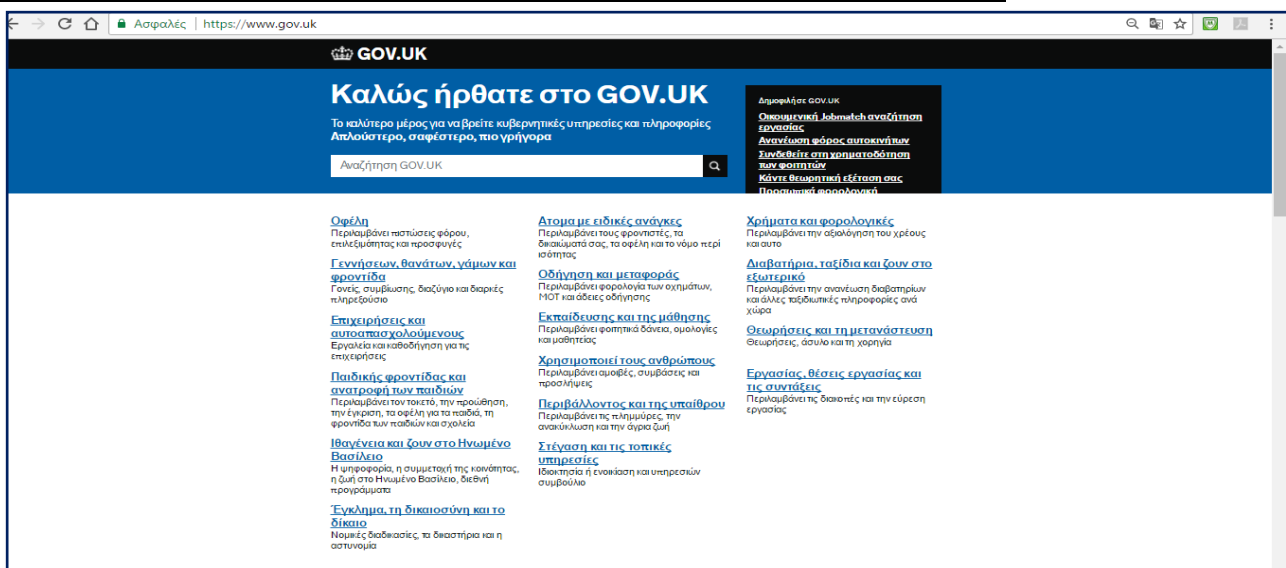 Ασφαλές | https://www.gov.uk
GOV.UK
Καλώς ήρθατε στο GOV.UK
Το καλύτερο μέρος για να βρείτε κυβερνητικές υπηρεσίες και πληροφορίες
Απλούστερο, σαφέστερο, πιο γρήγορα
Αναζήτηση GOV.UK
Δημοφιλήσε GOV.UK
Οικουμενική Jobmatch αναζήτηση
εργασίας
Ανανέωση φόρος αυτοκινήτων
Συνδεθείτε στη χρηματοδότηση
των φοιτητών
Κάντε θεωρητική εξέταση σας
Προσωπική φορολογική
Οφέλη
Περιλαμβάνει πιστώσεις φόρου,
επιλεξιμότητας και προσφυγές
Γεννήσεων, θανάτων, γάμων και
φροντίδα
Γονείς, συμβίωσης, διαζύγιο και διαρκές
πληρεξούσιο
Επιχειρήσεις και
αυτοαπασχολούμενους
Εργαλεία και καθοδήγηση για τις
επιχειρήσεις
Παιδικής φροντίδας και
ανατροφή των παιδιών
Περιλαμβάνει τον τοκετό, την προώθηση,
την έγκριση, τα οφέλη για τα παιδιά, τη
φροντίδα των παιδιών και σχολεία
Ιθαγένεια και ζουν στο Ηνωμένο
Βασίλειο
Η ψηφοφορία, η συμμετοχή της κοινότητας,
η ζωή στο Ηνωμένο Βασίλειο, διεθνή
προγράμματα
Έγκλημα, τη δικαιοσύνη και το
δίκαιο
Νομικές διαδικασίες, τα δικαστήρια και η
αστυνομία
Ατομα με ειδικές ανάγκες
Περιλαμβάνει τους φροντιστές, τα
δικαιώματά σας, τα οφέλη και το νόμο περί
ισότητας
Οδήγηση και μεταφοράς
Περιλαμβάνει φορολογία των οχημάτων,
MOT και άδειες οδήγησης
Εκπαίδευσης και της μάθησης
Περιλαμβάνει φοιτητικά δάνεια, ομολογίες
και μαθητείας
Χρησιμοποιεί τους ανθρώπους
Περιλαμβάνει αμοιβές, συμβάσεις και
προσλήψεις
Περιβάλλοντος και της υπαίθρου
Περιλαμβάνει τις πλημμύρες, την
ανακύκλωση και την άγρια ζωή
Στέγαση και τις τοπικές
υπηρεσίες
Ιδιοκτησία ή ενοικίαση και υπηρεσιών
συμβούλιο
Χρήματα και φορολογικές
Περιλαμβάνει την αξιολόγηση του χρέους
και αυτο
Διαβατήρια, ταξίδια και ζουν στο
εξωτερικό
Περιλαμβάνει την ανανέωση διαβατηρίων
και άλλες ταξιδιωτικές πληροφορίες ανά
χώρα
Θεωρήσεις και τη μετανάστευση
Θεωρήσεις, άσυλο και τη χορηγία
Εργασίας, θέσεις εργασίας και
τις συντάξεις
Περιλαμβάνει τις διακοπές και την εύρεση
εργασίας